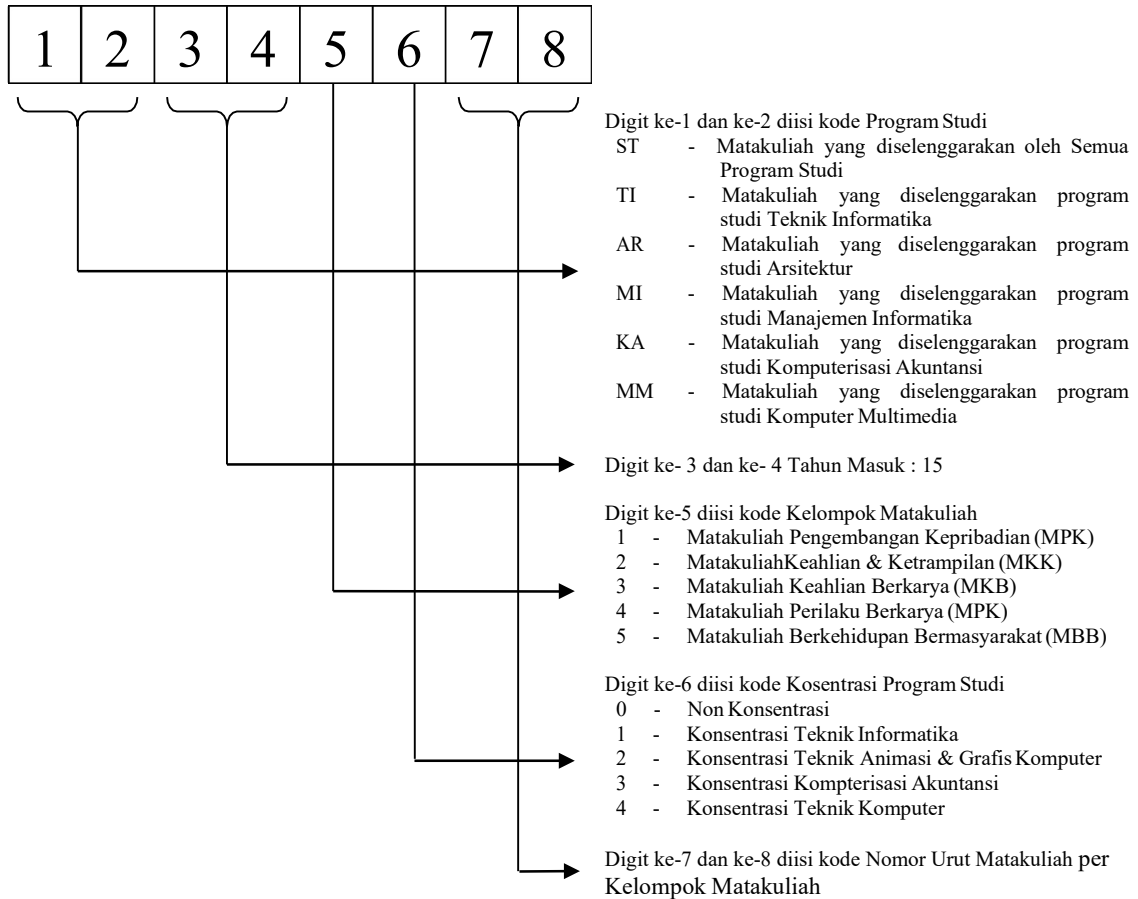 1 2 3 4 5 6 7 8
Digit ke-1 dan ke-2 diisi kode Program Studi
ST - Matakuliah yang diselenggarakan oleh Semua
Program Studi
TI - Matakuliah yang diselenggarakan program
studi Teknik Informatika
AR - Matakuliah yang diselenggarakan program
studi Arsitektur
MI - Matakuliah yang diselenggarakan program
studi Manajemen Informatika
KA - Matakuliah yang diselenggarakan program
studi Komputerisasi Akuntansi
MM - Matakuliah yang diselenggarakan program
studi Komputer Multimedia
Digit ke- 3 dan ke- 4 Tahun Masuk : 15
Digit ke-5 diisi kode Kelompok Matakuliah
1 - Matakuliah Pengembangan Kepribadian (MPK)
2 - MatakuliahKeahlian & Ketrampilan (MKK)
3 - Matakuliah Keahlian Berkarya (MKB)
4 - Matakuliah Perilaku Berkarya (MPK)
5 - Matakuliah Berkehidupan Bermasyarakat (MBB)
Digit ke-6 diisi kode Kosentrasi Program Studi
0 - Non Konsentrasi
1 - Konsentrasi Teknik Informatika
2 - Konsentrasi Teknik Animasi & Grafis Komputer
3 - Konsentrasi Kompterisasi Akuntansi
4 - Konsentrasi Teknik Komputer
Digit ke-7 dan ke-8 diisi kode Nomor Urut Matakuliah per
Kelompok Matakuliah